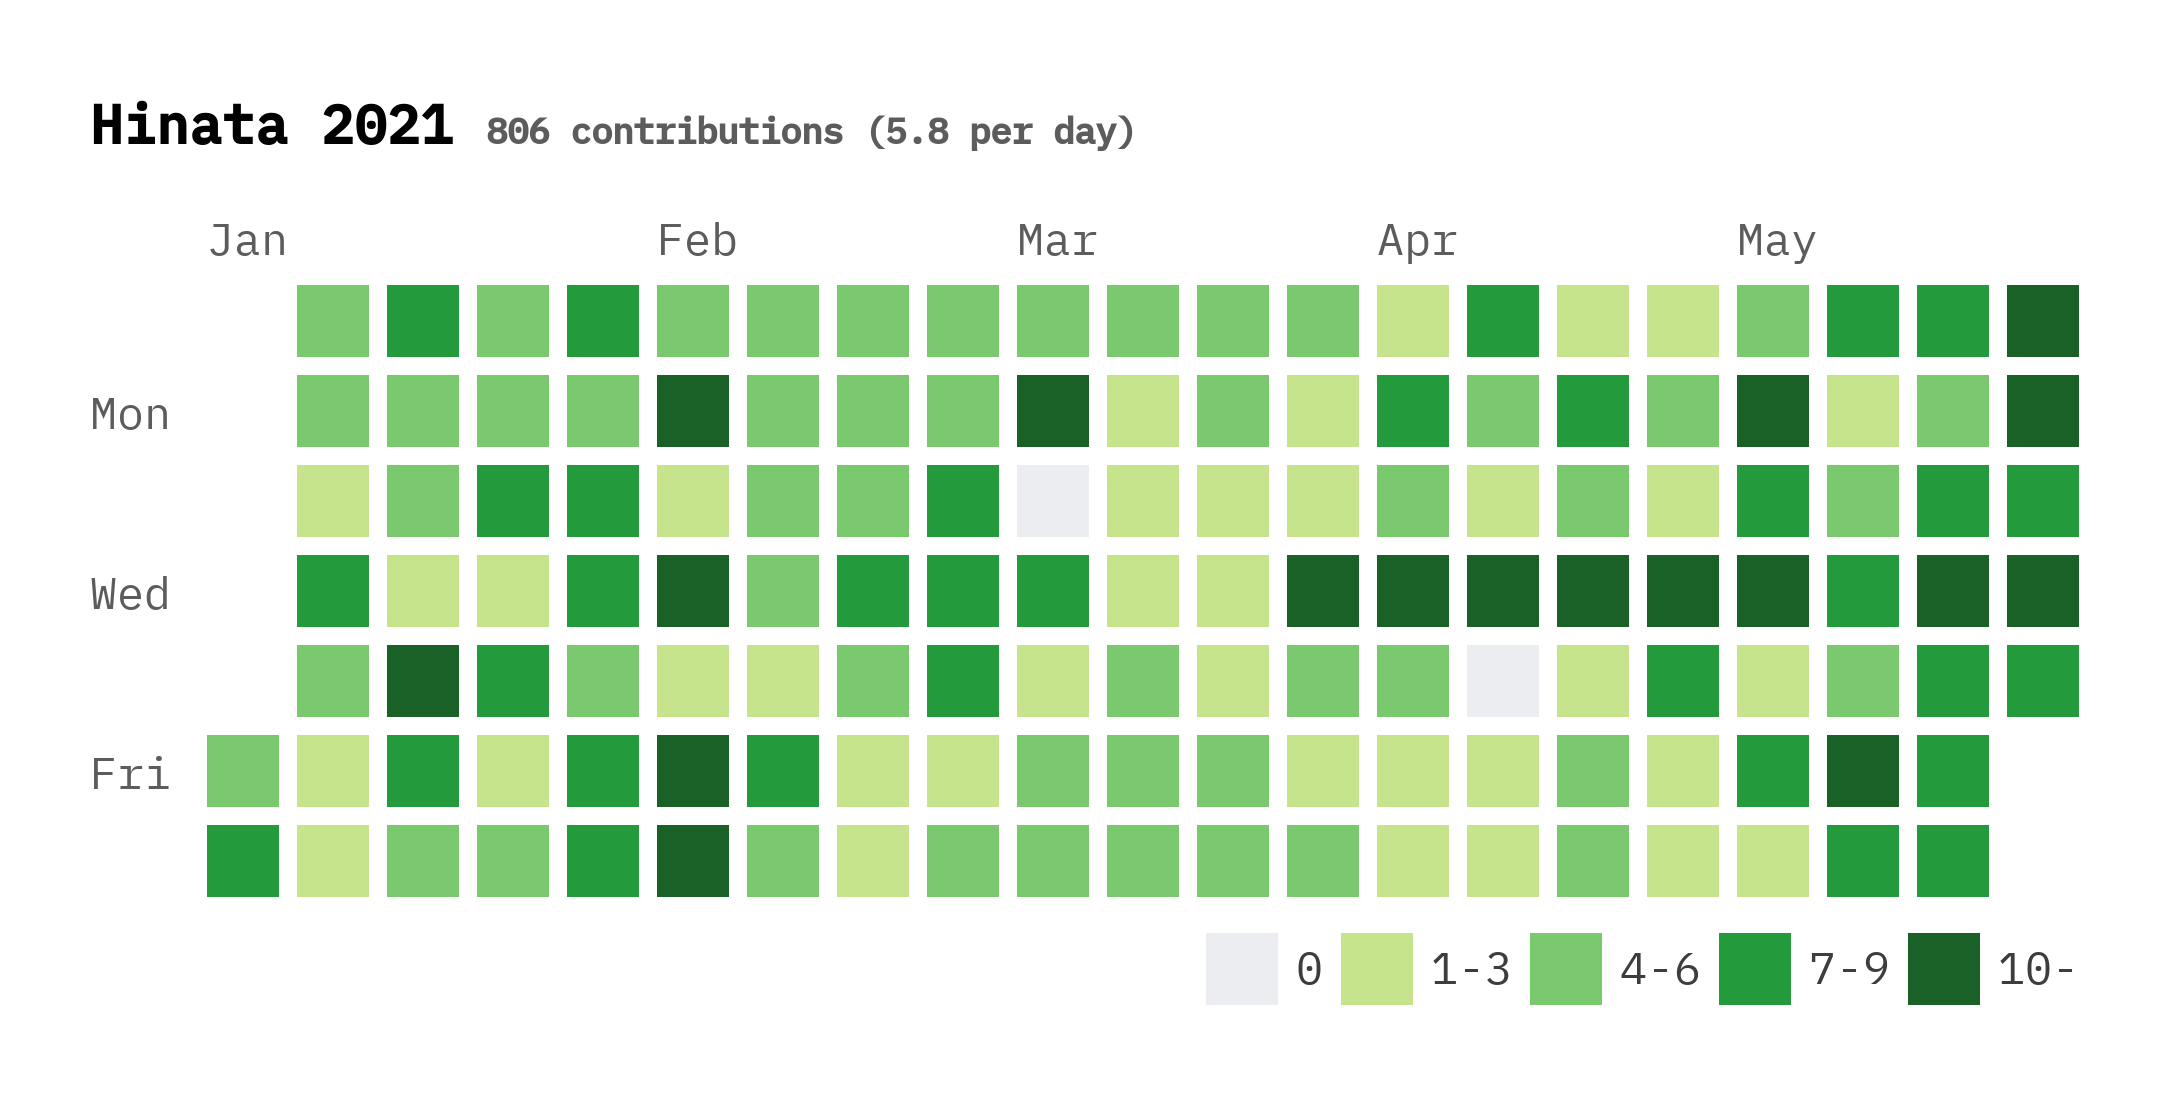 Hinata 2021 806 contributions (5.8 per day)
Jan Feb Mar Apr May
Mon
Wed
Fri
0 1-3 4-6 7-9 10-